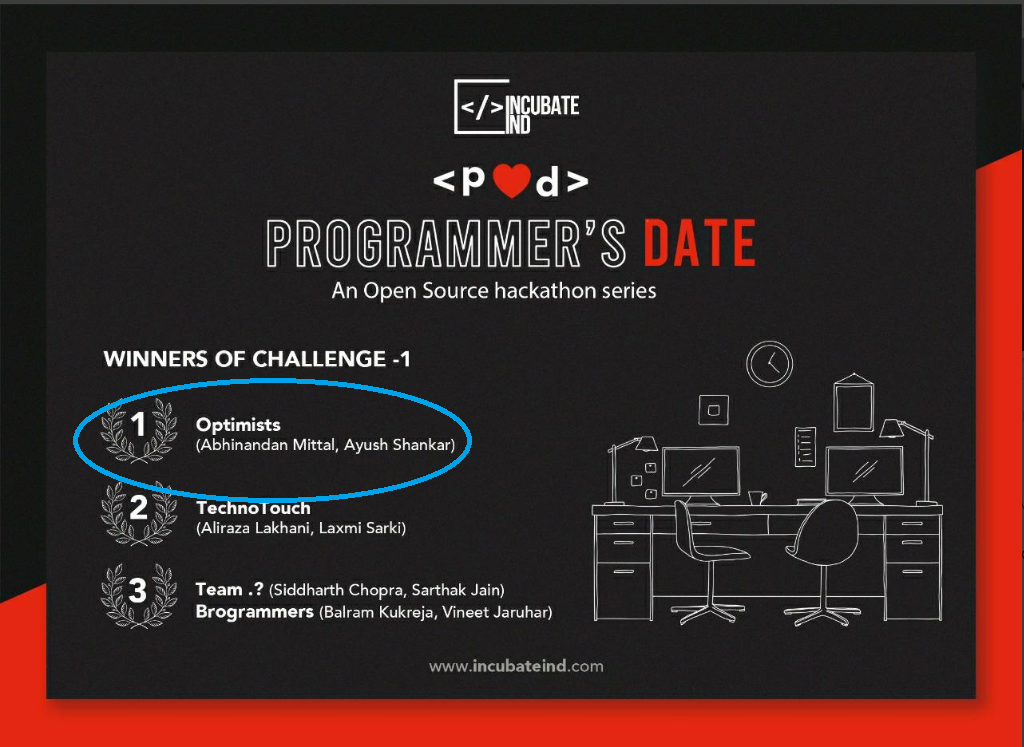 </>INCUBATE
IND
<p❤d>
PROGRAMMER'S DATE
An Open Source hackathon series
WINNERS OF CHALLENGE -1
1
Optimists
(Abhinandan Mittal, Ayush Shankar)
2
TechnoTouch
(Aliraza Lakhani, Laxmi Sarki)
3
Team .? (Siddharth Chopra, Sarthak Jain)
Brogrammers (Balram Kukreja, Vineet Jaruhar)
www.incubateind.com